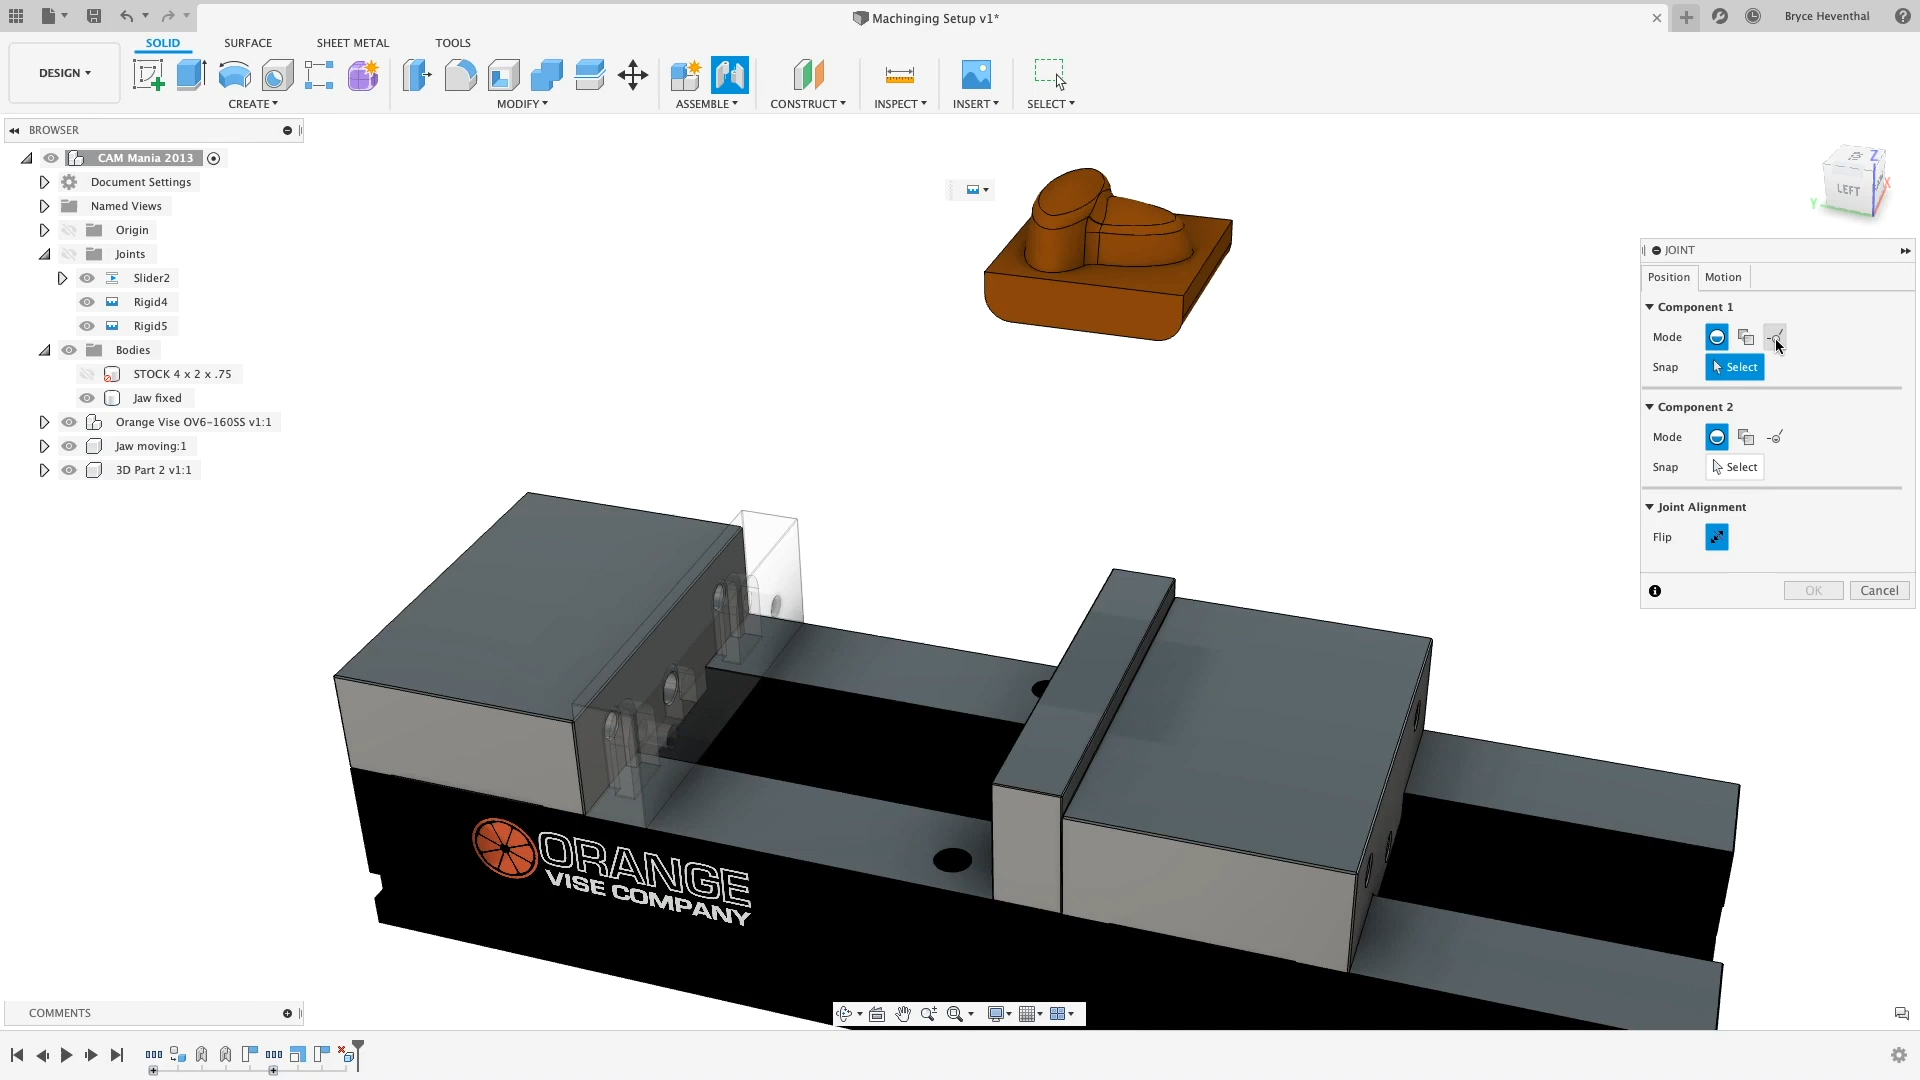 Machinging Setup v1*
Bryce Heventhal
DESIGN
SOLID
SURFACE
SHEET METAL
TOOLS
CREATE
MODIFY
ASSEMBLE
CONSTRUCT
INSPECT
INSERT
SELECT
BROWSER
CAM Mania 2013
Document Settings
Named Views
Origin
Joints
Slider2
Rigid4
Rigid5
Bodies
STOCK 4 x 2 x .75
Jaw fixed
Orange Vise OV6-160SS v1:1
Jaw moving:1
3D Part 2 v1:1
Z
X
Y
LEFT
JOINT
Position
Motion
Component 1
Mode
Snap
Select
Component 2
Mode
Snap
Select
Joint Alignment
Flip
OK
Cancel
ORANGE
VISE COMPANY
COMMENTS